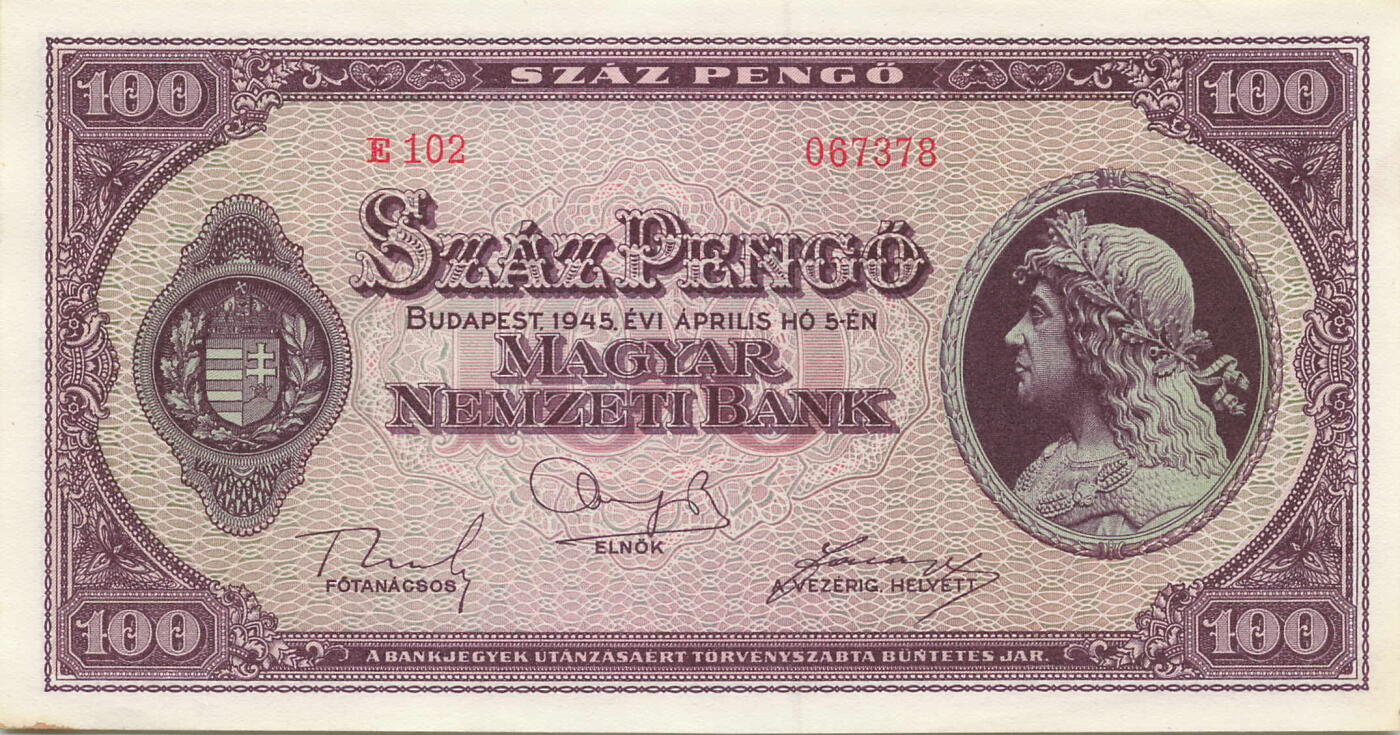 100 SZÁZ PENGŐ 100
E 102 067378
SZÁZ PENGŐ
BUDAPEST, 1945. ÉVI ÁPRILIS HÓ 5-ÉN
MAGYAR
NEMZETI BANK
ELNÖK
FŐTANÁCSOS A VEZÉRIG. HELYETT
100 100
A BANKJEGYEK UTÁNZÁSAÉRT TÖRVÉNYSZABTA BÜNTETÉS JÁR.